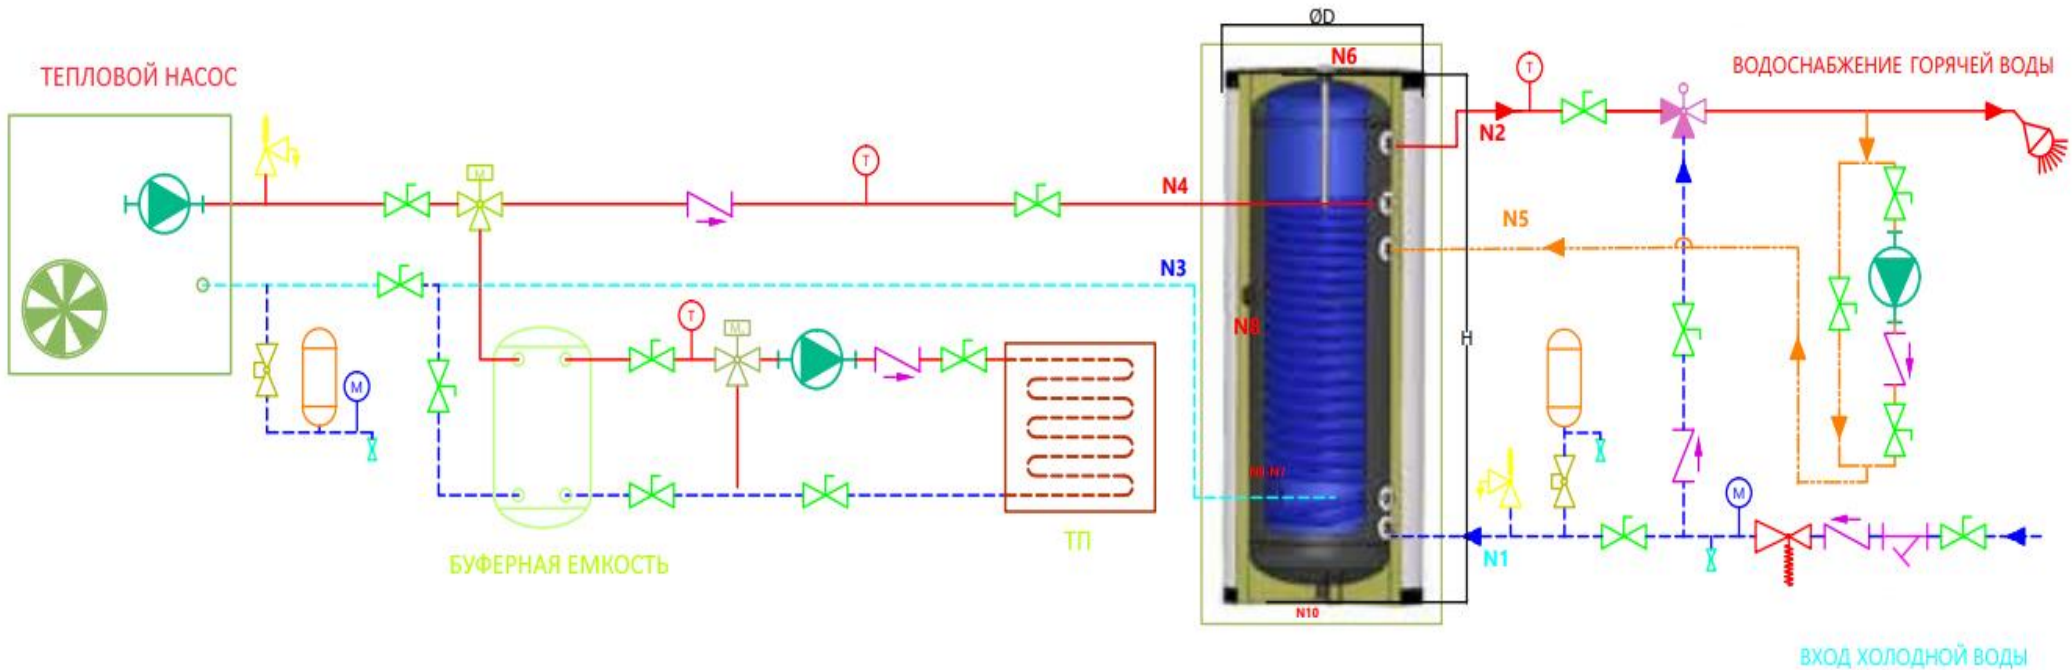 ØD
N6
ТЕПЛОВОЙ НАСОС
ВОДОСНАБЖЕНИЕ ГОРЯЧЕЙ ВОДЫ
T
N2
M
T
N4
N5
N3
T
M
N8
H
M
M
N1
БУФЕРНАЯ ЕМКОСТЬ
ТП
N10
ВХОД ХОЛОДНОЙ ВОДЫ